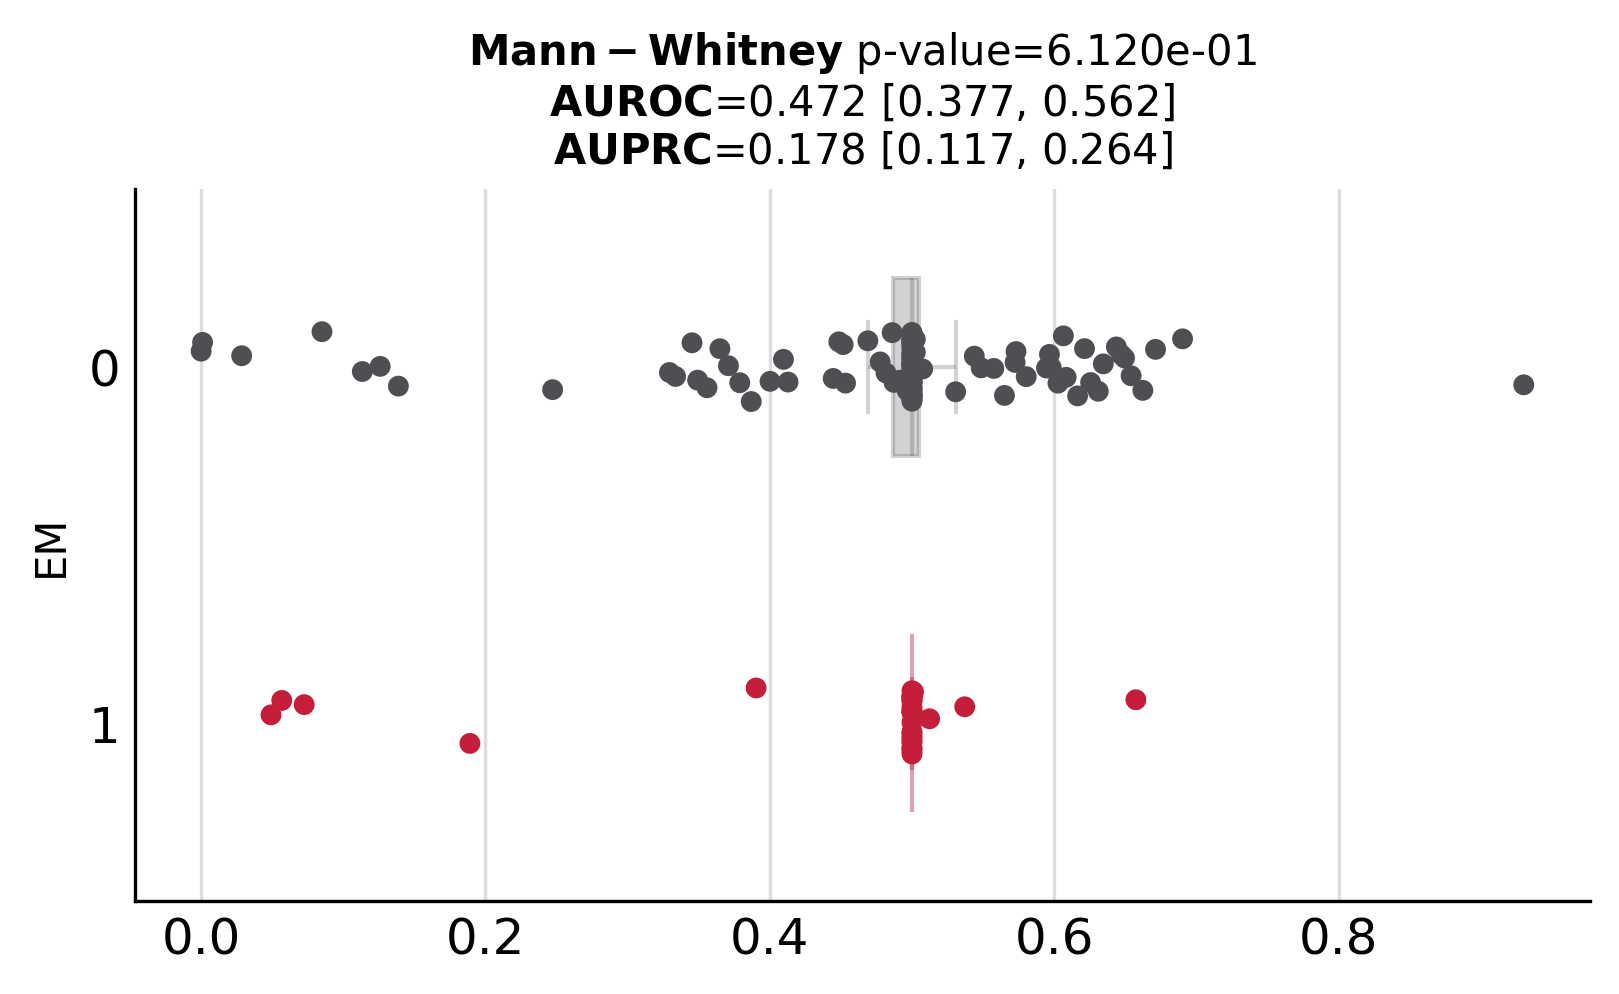 Mann − Whitney p-value=6.120e-01
AUROC=0.472 [0.377, 0.562]
AUPRC=0.178 [0.117, 0.264]
0
EM
1
0.0 0.2 0.4 0.6 0.8